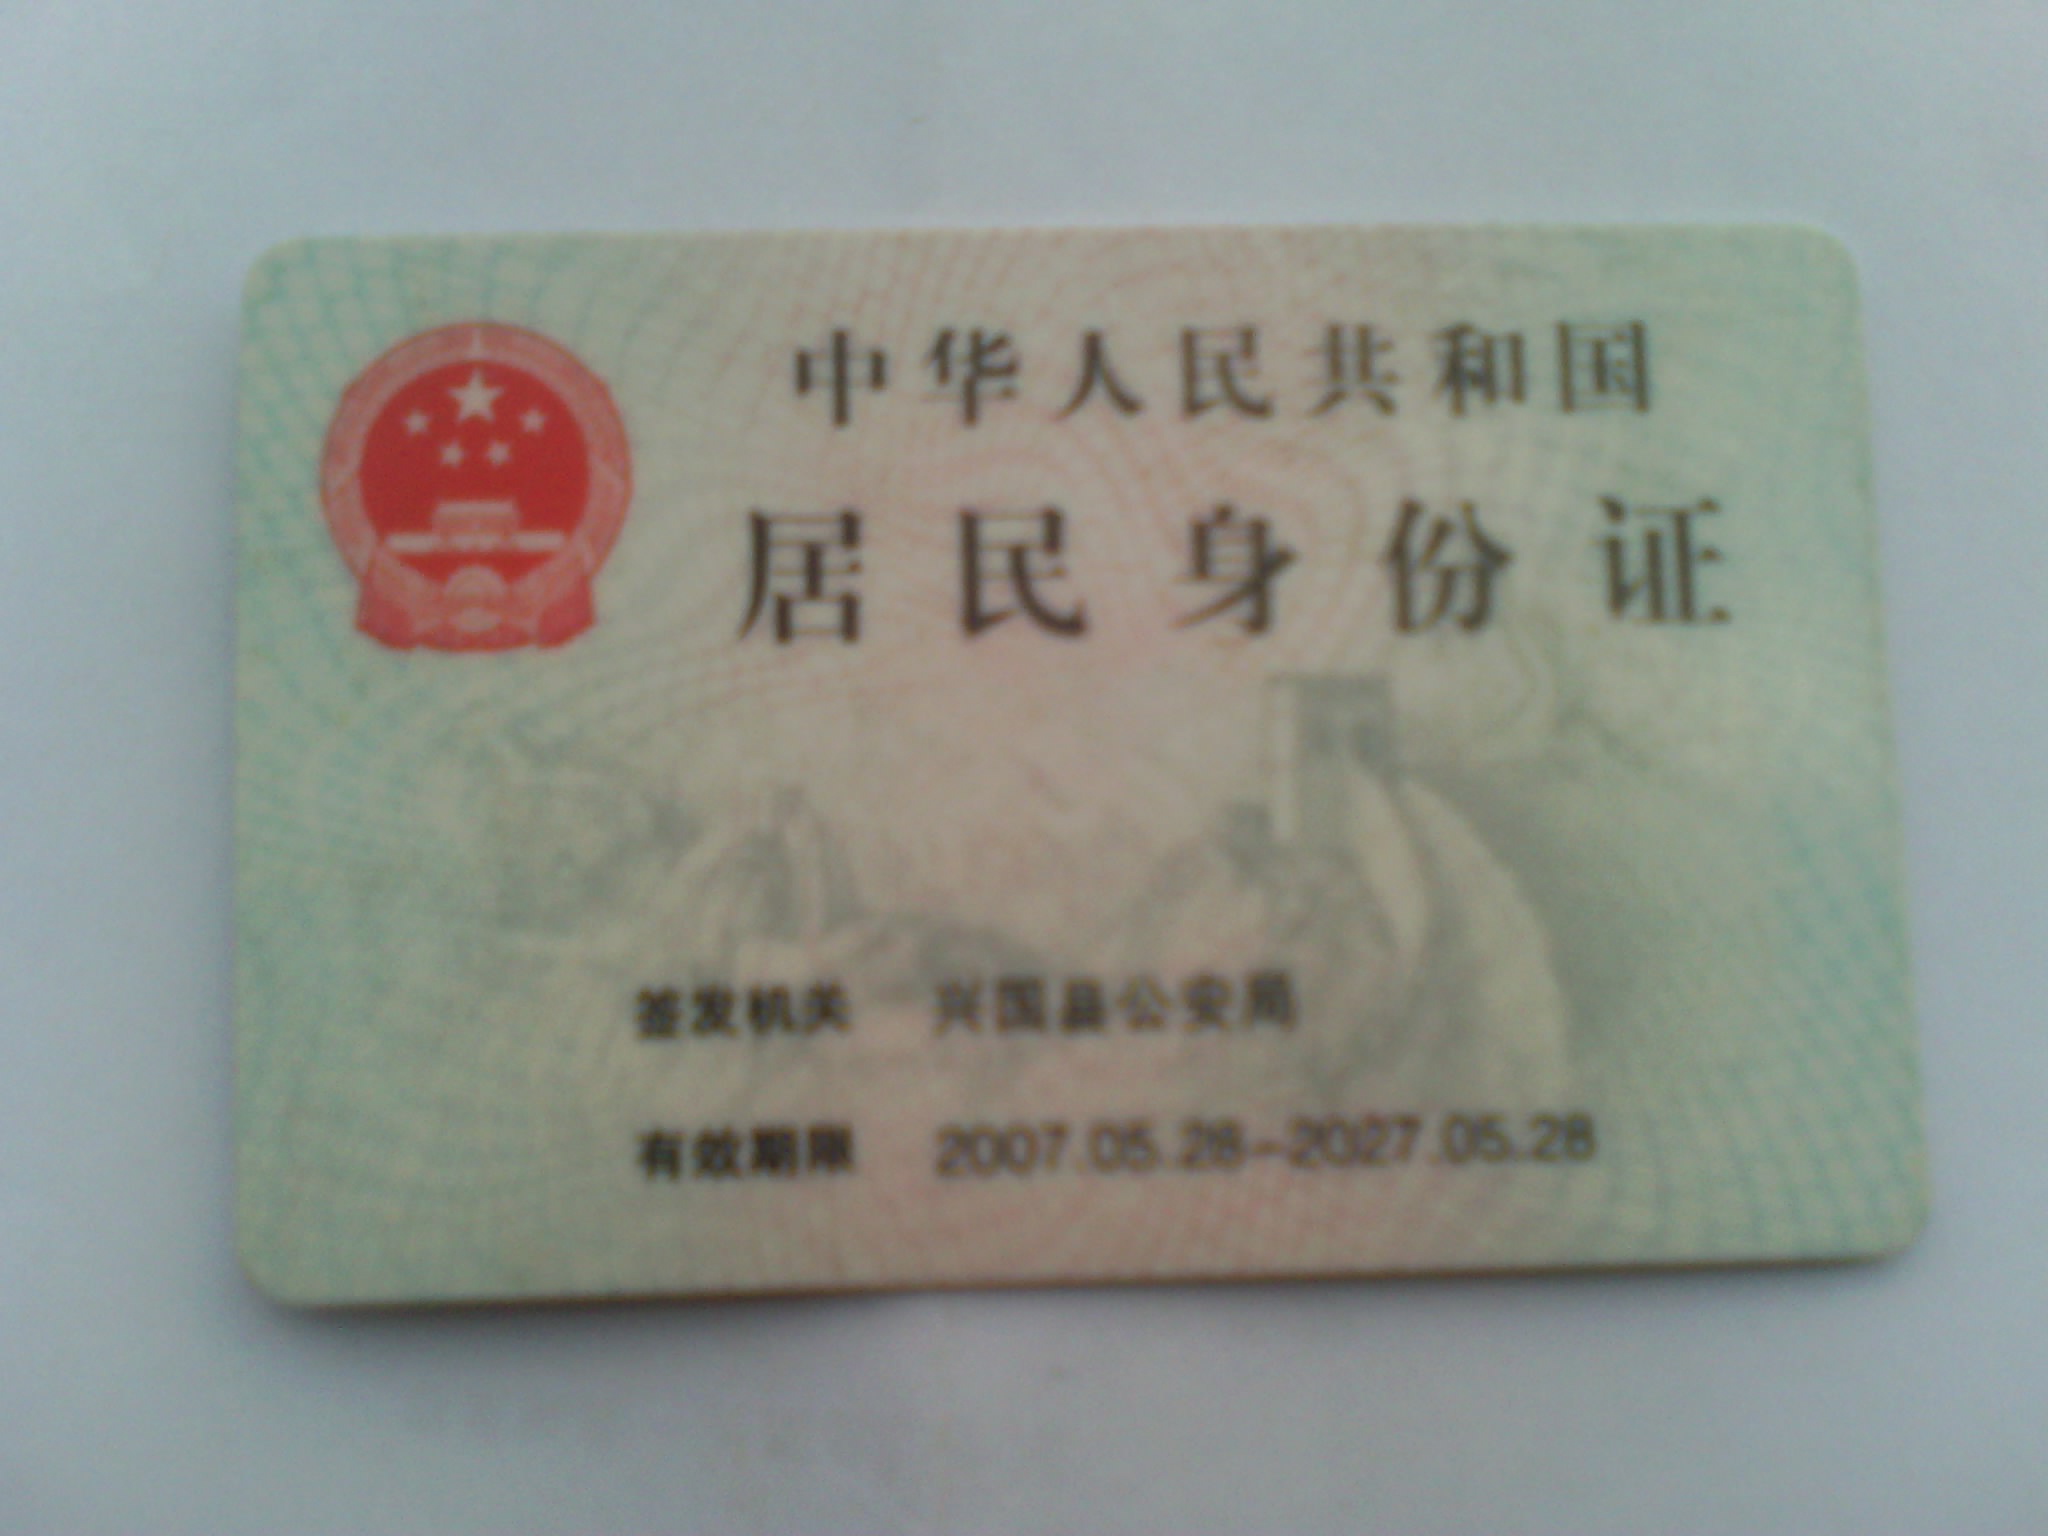 中华人民共和国
居民身份证
签发机关 兴国县公安局
有效期限 2007.05.28-2027.05.28